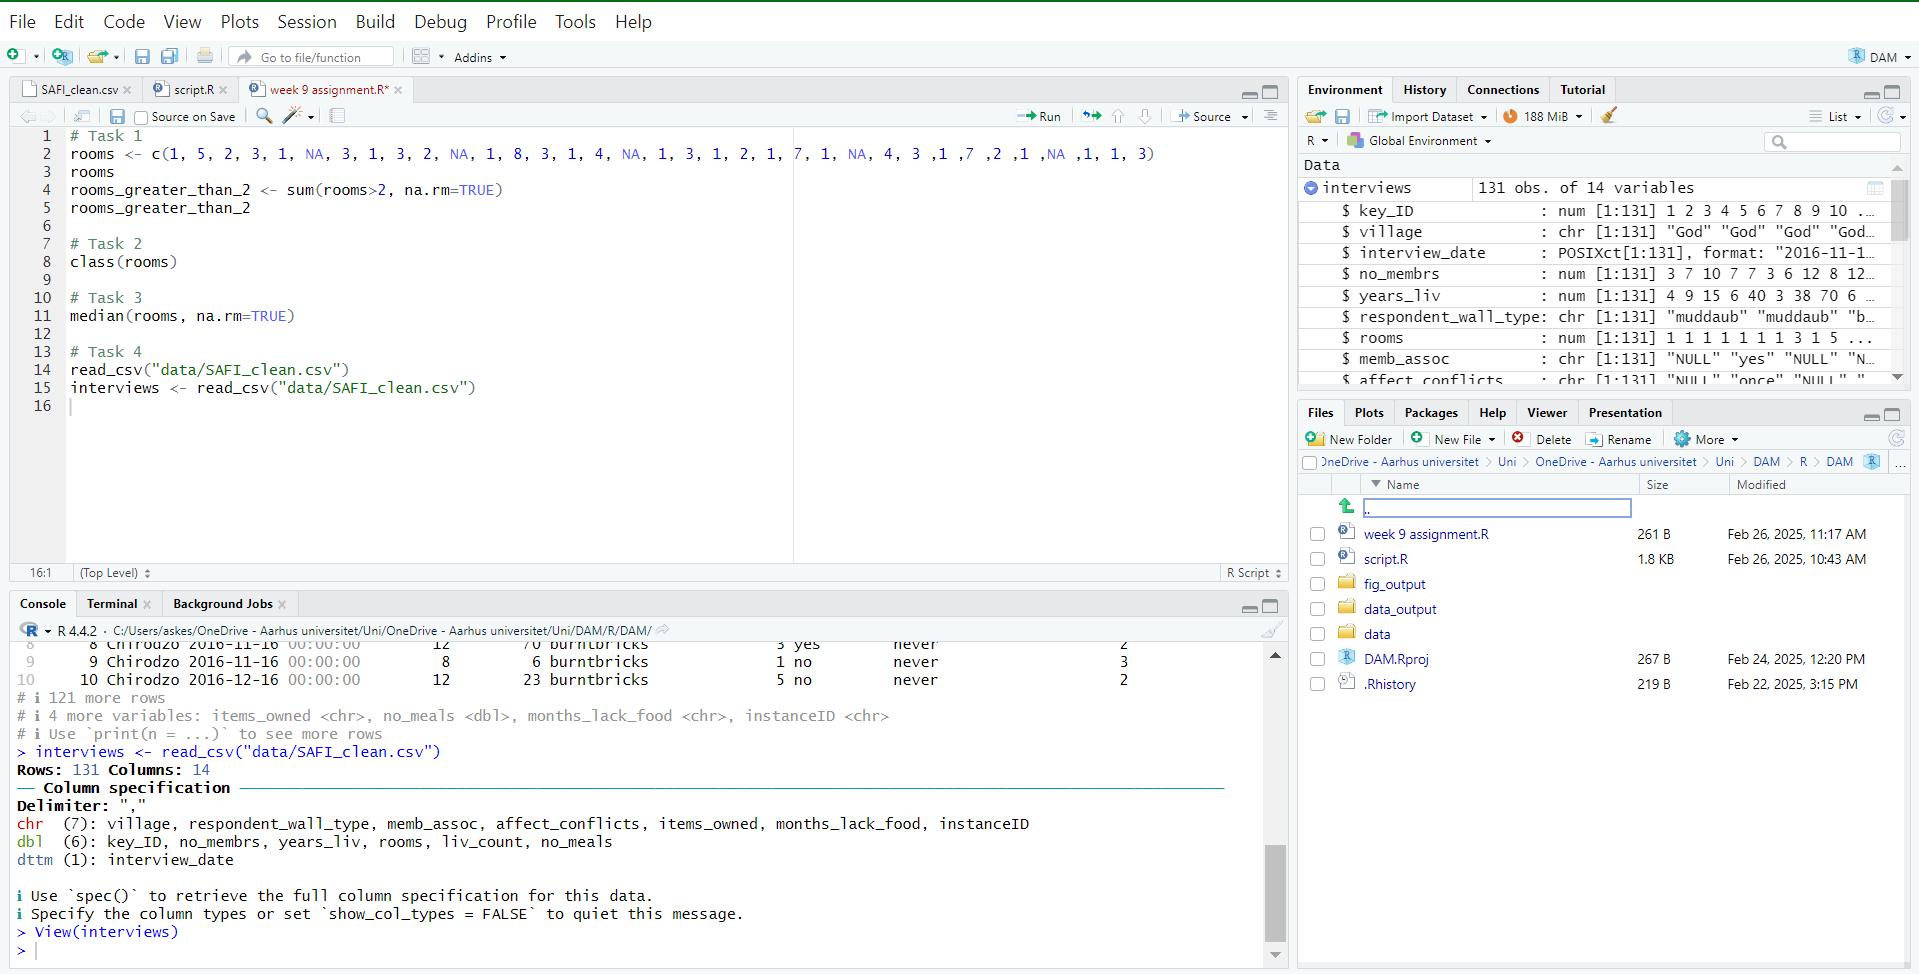 File Edit Code View Plots Session Build Debug Profile Tools Help
Go to file/function Addins DAM
SAFI_clean.csv script.R week 9 assignment.R*
Source on Save Run Source
1 # Task 1
2 rooms <- c(1, 5, 2, 3, 1, NA, 3, 1, 3, 2, NA, 1, 8, 3, 1, 4, NA, 1, 3, 1, 2, 1, 7, 1, NA, 4, 3 ,1 ,7 ,2 ,1 ,NA ,1, 1, 3)
3 rooms
4 rooms_greater_than_2 <- sum(rooms>2, na.rm=TRUE)
5 rooms_greater_than_2
6
7 # Task 2
8 class(rooms)
9
10 # Task 3
11 median(rooms, na.rm=TRUE)
12
13 # Task 4
14 read_csv("data/SAFI_clean.csv")
15 interviews <- read_csv("data/SAFI_clean.csv")
16
16:1 (Top Level) R Script
Console Terminal Background Jobs
R 4.4.2 · C:/Users/askes/OneDrive - Aarhus universitet/Uni/OneDrive - Aarhus universitet/Uni/DAM/R/DAM/
8 8 Chirodzo 2016-11-16 00:00:00 12 70 burntbricks 3 yes never 2
9 9 Chirodzo 2016-11-16 00:00:00 8 6 burntbricks 1 no never 3
10 10 Chirodzo 2016-12-16 00:00:00 12 23 burntbricks 5 no never 2
# ℹ 121 more rows
# ℹ 4 more variables: items_owned <chr>, no_meals <dbl>, months_lack_food <chr>, instanceID <chr>
# ℹ Use `print(n = ...)` to see more rows
> interviews <- read_csv("data/SAFI_clean.csv")
Rows: 131 Columns: 14
── Column specification ──
Delimiter: ","
chr (7): village, respondent_wall_type, memb_assoc, affect_conflicts, items_owned, months_lack_food, instanceID
dbl (6): key_ID, no_membrs, years_liv, rooms, liv_count, no_meals
dttm (1): interview_date
ℹ Use `spec()` to retrieve the full column specification for this data.
ℹ Specify the column types or set `show_col_types = FALSE` to quiet this message.
> View(interviews)
>
Environment History Connections Tutorial
Import Dataset 188 MiB List
R Global Environment
Data
interviews 131 obs. of 14 variables
$ key_ID : num [1:131] 1 2 3 4 5 6 7 8 9 10 ...
$ village : chr [1:131] "God" "God" "God" "God…
$ interview_date : POSIXct[1:131], format: "2016-11-1…
$ no_membrs : num [1:131] 3 7 10 7 7 3 6 12 8 12…
$ years_liv : num [1:131] 4 9 15 6 40 3 38 70 6 …
$ respondent_wall_type: chr [1:131] "muddaub" "muddaub" "b…
$ rooms : num [1:131] 1 1 1 1 1 1 1 3 1 5 ...
$ memb_assoc : chr [1:131] "NULL" "yes" "NULL" "N…
$ affect_conflicts : chr [1:131] "NULL" "once" "NULL" "…
Files Plots Packages Help Viewer Presentation
New Folder New File Delete Rename More
OneDrive - Aarhus universitet Uni OneDrive - Aarhus universitet Uni DAM R DAM ...
Name Size Modified
..
week 9 assignment.R 261 B Feb 26, 2025, 11:17 AM
script.R 1.8 KB Feb 26, 2025, 10:43 AM
fig_output
data_output
data
DAM.Rproj 267 B Feb 24, 2025, 12:20 PM
.Rhistory 219 B Feb 22, 2025, 3:15 PM